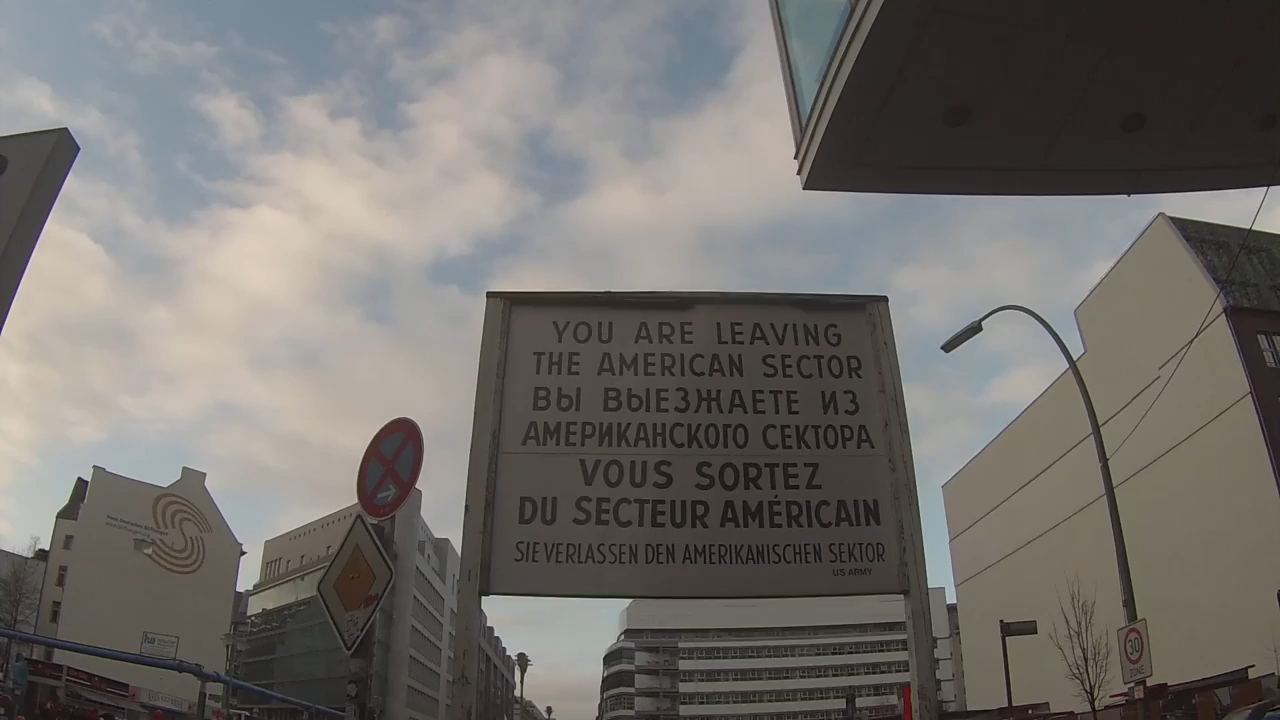 YOU ARE LEAVING
THE AMERICAN SECTOR
ВЫ ВЫЕЗЖАЕТЕ ИЗ
АМЕРИКАНСКОГО СЕКТОРА
VOUS SORTEZ
DU SECTEUR AMÉRICAIN
SIE VERLASSEN DEN AMERIKANISCHEN SEKTOR
US ARMY
30